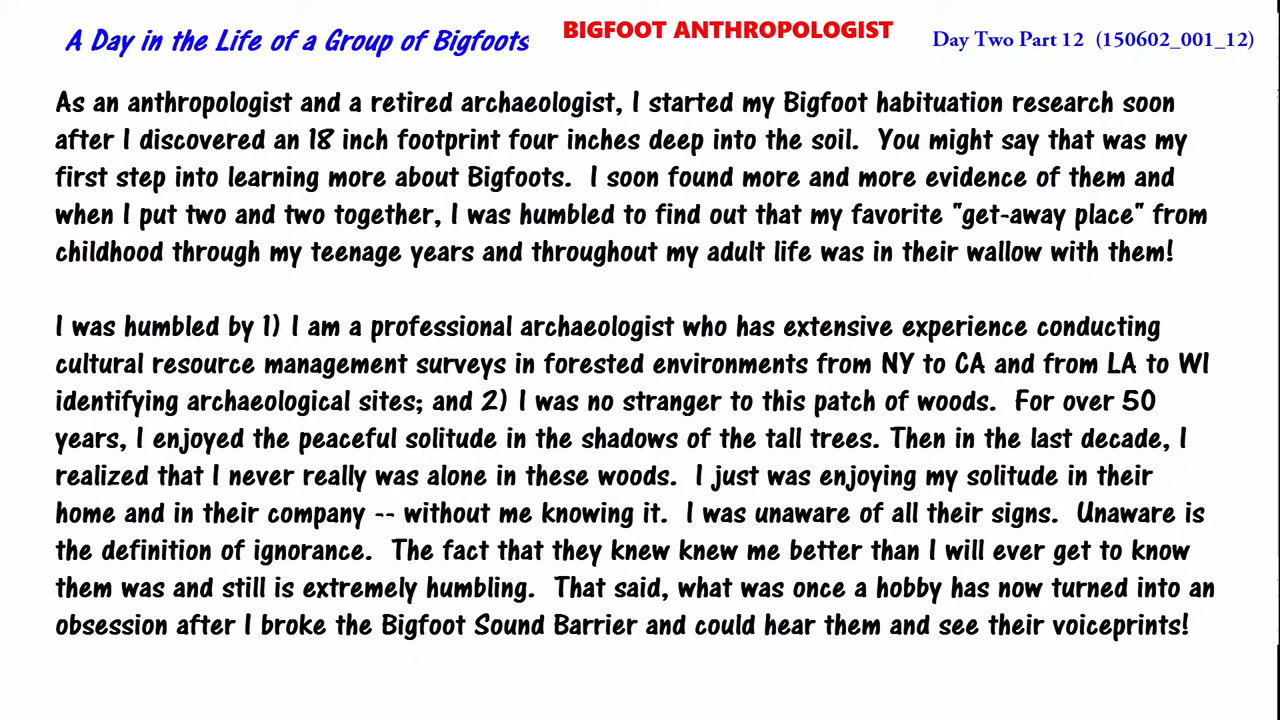 A Day in the Life of a Group of Bigfoots
BIGFOOT ANTHROPOLOGIST
Day Two Part 12 (150602_001_12)
As an anthropologist and a retired archaeologist, I started my Bigfoot habituation research soon
after I discovered an 18 inch footprint four inches deep into the soil. You might say that was my
first step into learning more about Bigfoots. I soon found more and more evidence of them and
when I put two and two together, I was humbled to find out that my favorite "get-away place" from
childhood through my teenage years and throughout my adult life was in their wallow with them!
I was humbled by 1) I am a professional archaeologist who has extensive experience conducting
cultural resource management surveys in forested environments from NY to CA and from LA to WI
identifying archaeological sites; and 2) I was no stranger to this patch of woods. For over 50
years, I enjoyed the peaceful solitude in the shadows of the tall trees. Then in the last decade, I
realized that I never really was alone in these woods. I just was enjoying my solitude in their
home and in their company -- without me knowing it. I was unaware of all their signs. Unaware is
the definition of ignorance. The fact that they knew knew me better than I will ever get to know
them was and still is extremely humbling. That said, what was once a hobby has now turned into an
obsession after I broke the Bigfoot Sound Barrier and could hear them and see their voiceprints!